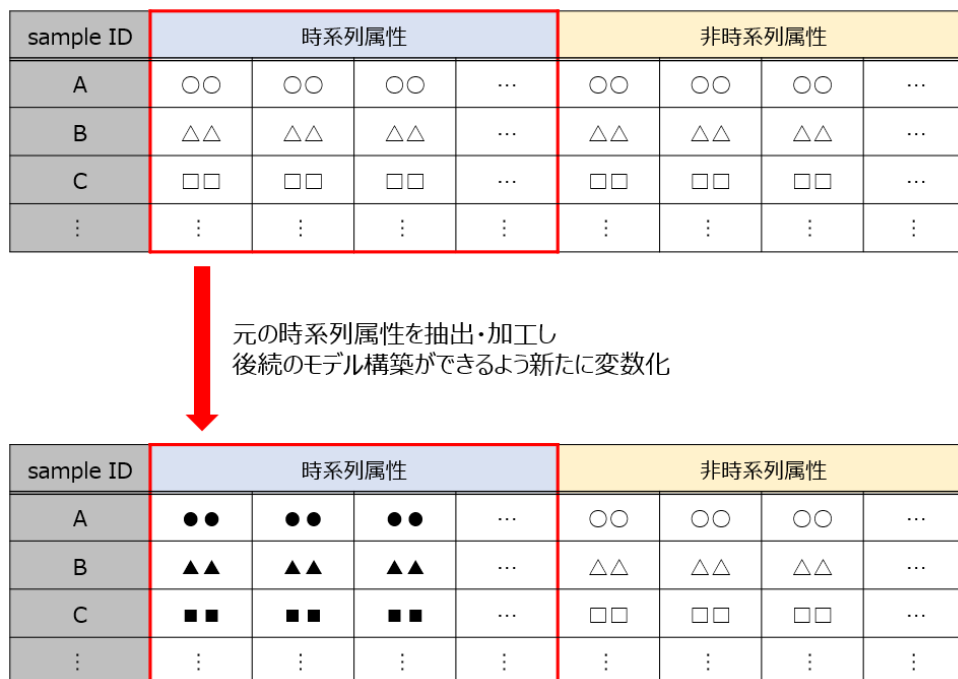 sample ID 時系列属性 非時系列属性
A ○○ ○○ ○○ … ○○ ○○ ○○ …
B △△ △△ △△ … △△ △△ △△ …
C □□ □□ □□ … □□ □□ □□ …
⋮ ⋮ ⋮ ⋮ ⋮ ⋮ ⋮ ⋮ ⋮
元の時系列属性を抽出・加工し
後続のモデル構築ができるよう新たに変数化
sample ID 時系列属性 非時系列属性
A ●● ●● ●● … ○○ ○○ ○○ …
B ▲▲ ▲▲ ▲▲ … △△ △△ △△ …
C ■■ ■■ ■■ … □□ □□ □□ …
⋮ ⋮ ⋮ ⋮ ⋮ ⋮ ⋮ ⋮ ⋮